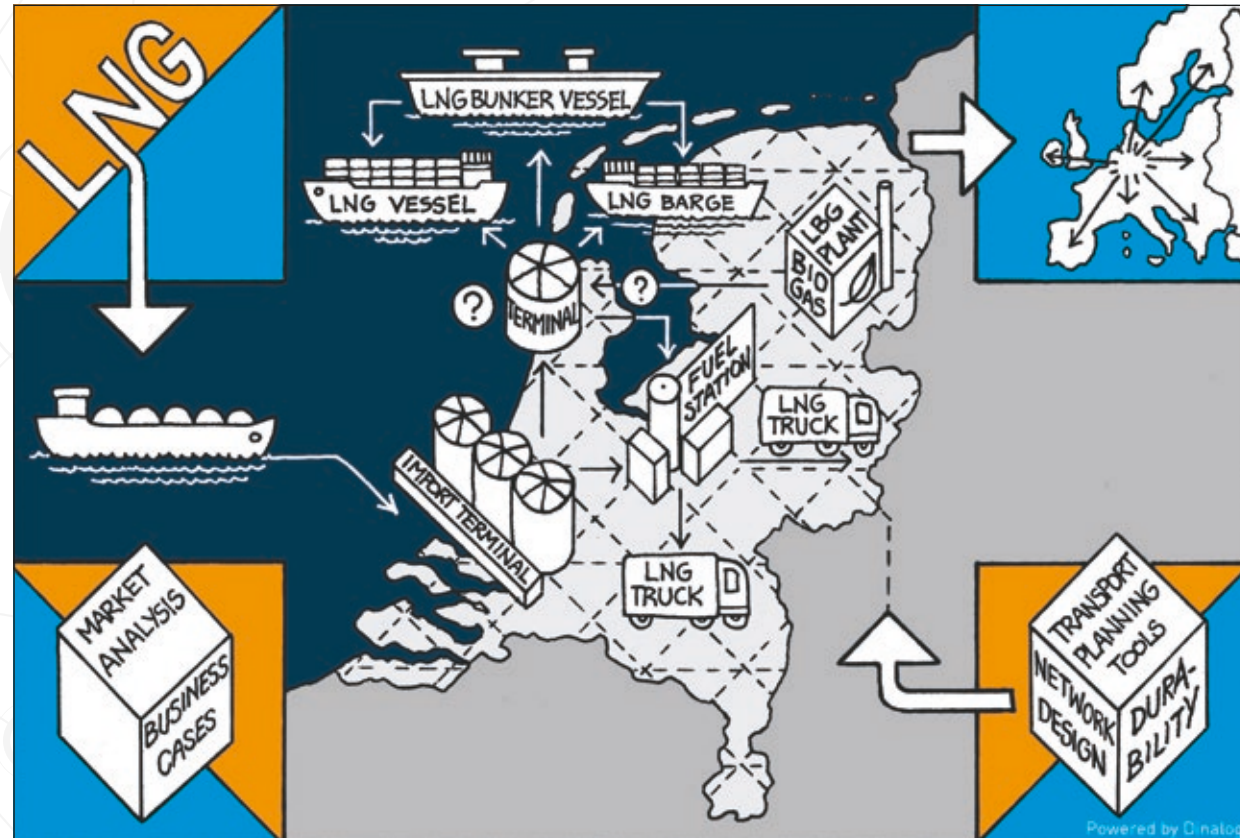 LNG
LNG BUNKER VESSEL
LNG VESSEL
LNG BARGE
LBG
PLANT
BIO
GAS
?
?
TERMINAL
FUEL
STATION
LNG
TRUCK
IMPORT TERMINAL
LNG
TRUCK
MARKET
ANALYSIS
BUSINESS
CASES
TRANSPORT
PLANNING
TOOLS
NETWORK
DESIGN
DURA-
BILITY
Powered by Dinalog